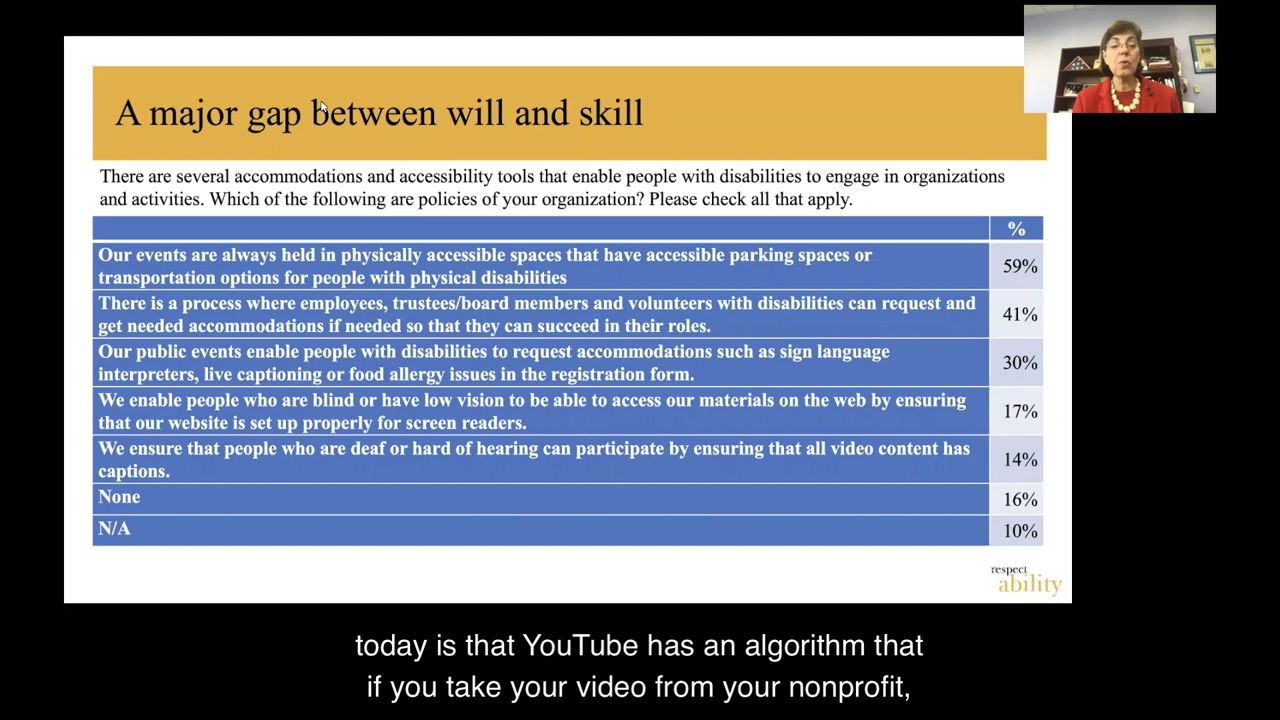 A major gap between will and skill
There are several accommodations and accessibility tools that enable people with disabilities to engage in organizations
and activities. Which of the following are policies of your organization? Please check all that apply.
%
Our events are always held in physically accessible spaces that have accessible parking spaces or
transportation options for people with physical disabilities
59%
There is a process where employees, trustees/board members and volunteers with disabilities can request and
get needed accommodations if needed so that they can succeed in their roles.
41%
Our public events enable people with disabilities to request accommodations such as sign language
interpreters, live captioning or food allergy issues in the registration form.
30%
We enable people who are blind or have low vision to be able to access our materials on the web by ensuring
that our website is set up properly for screen readers.
17%
We ensure that people who are deaf or hard of hearing can participate by ensuring that all video content has
captions.
14%
None
16%
N/A
10%
respect
ability
today is that YouTube has an algorithm that
if you take your video from your nonprofit,